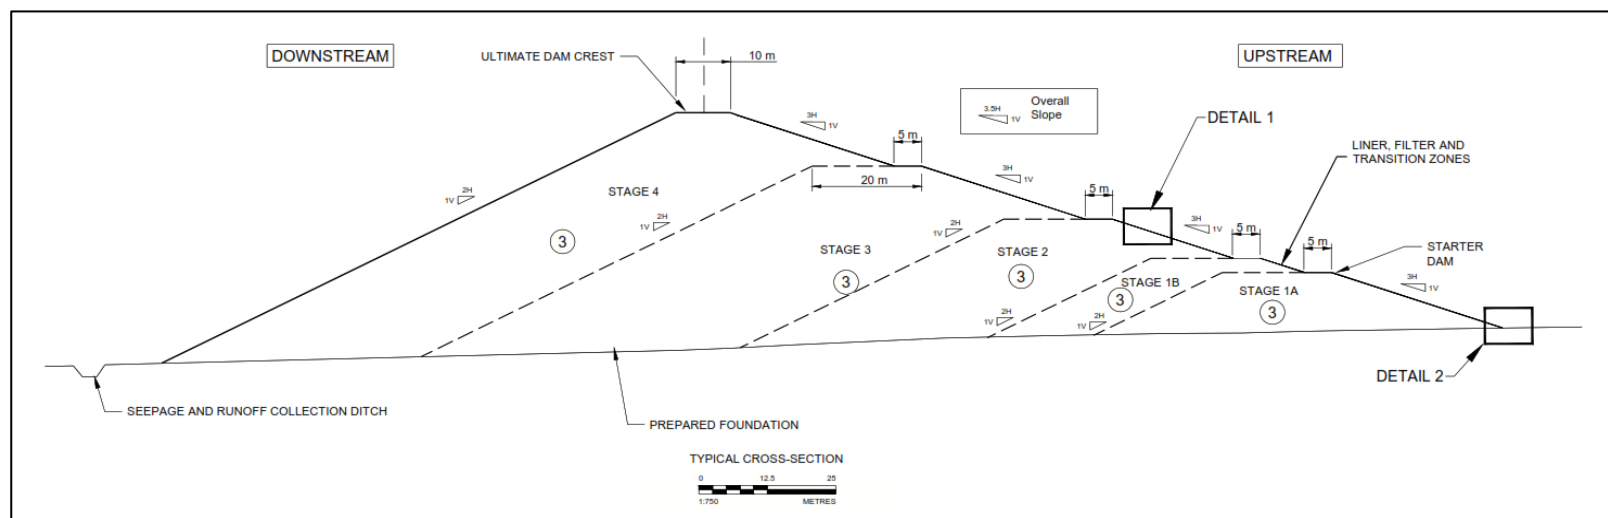 DOWNSTREAM
ULTIMATE DAM CREST
10 m
UPSTREAM
3.5H
1V
Overall
Slope
DETAIL 1
3H
1V
5 m
LINER, FILTER AND
TRANSITION ZONES
20 m
3H
1V
2H
1V
STAGE 4
5 m
2H
1V
2H
1V
3H
1V
5 m
3
STAGE 3
STAGE 2
5 m
STARTER
DAM
3
3
STAGE 1B
STAGE 1A
3H
1V
3
3
2H
1V
2H
1V
DETAIL 2
SEEPAGE AND RUNOFF COLLECTION DITCH
PREPARED FOUNDATION
TYPICAL CROSS-SECTION
0 12.5 25
1:750 METRES